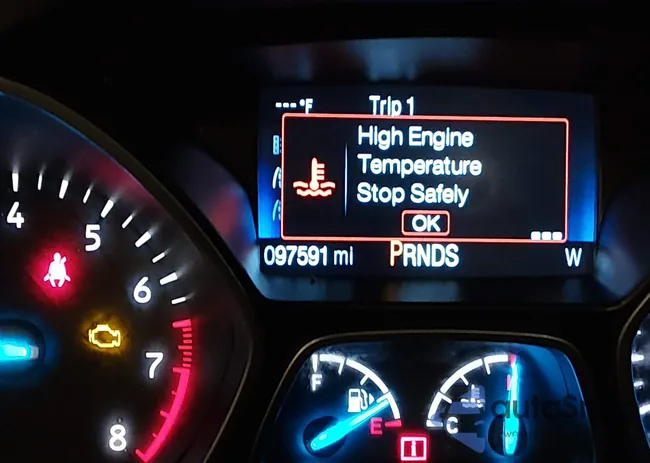 ---°F Trip 1
High Engine
Temperature
Stop Safely
OK
097591 mi PRNDS W
4
5
6
7
8
F
E
C
H